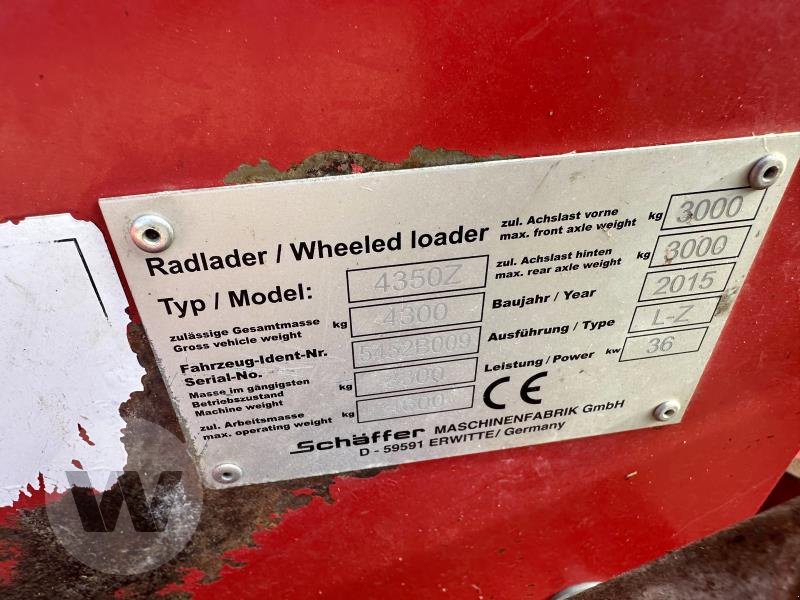 Radlader / Wheeled loader
Typ / Model: 4350Z
zulässige Gesamtmasse
Gross vehicle weight kg 4300
Fahrzeug-Ident-Nr.
Serial-No. 5452B009
Masse im gängigsten
Betriebszustand
Machine weight kg
zul. Arbeitsmasse
max. operating weight kg
zul. Achslast vorne
max. front axle weight kg 3000
zul. Achslast hinten
max. rear axle weight kg 3000
Baujahr / Year 2015
Ausführung / Type L-Z
Leistung / Power kw 36
CE
Schäffer MASCHINENFABRIK GmbH
D - 59591 ERWITTE / Germany
W